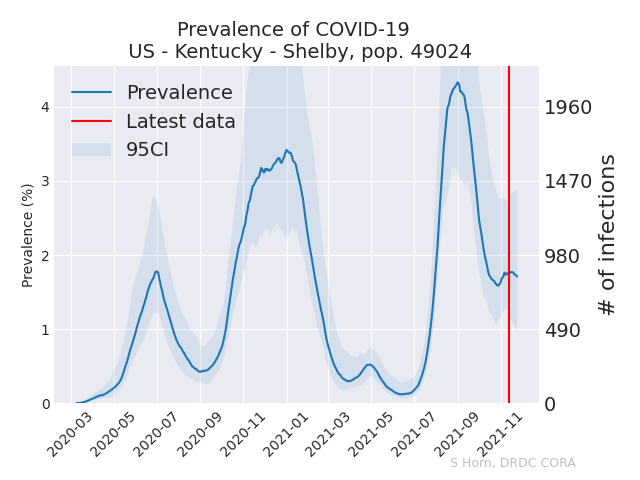 Prevalence of COVID-19
US - Kentucky - Shelby, pop. 49024
Prevalence
Latest data
95CI
4
3
2
1
0
Prevalence (%)
1960
1470
980
490
0
# of infections
2020-03
2020-05
2020-07
2020-09
2020-11
2021-01
2021-03
2021-05
2021-07
2021-09
2021-11
S Horn, DRDC CORA